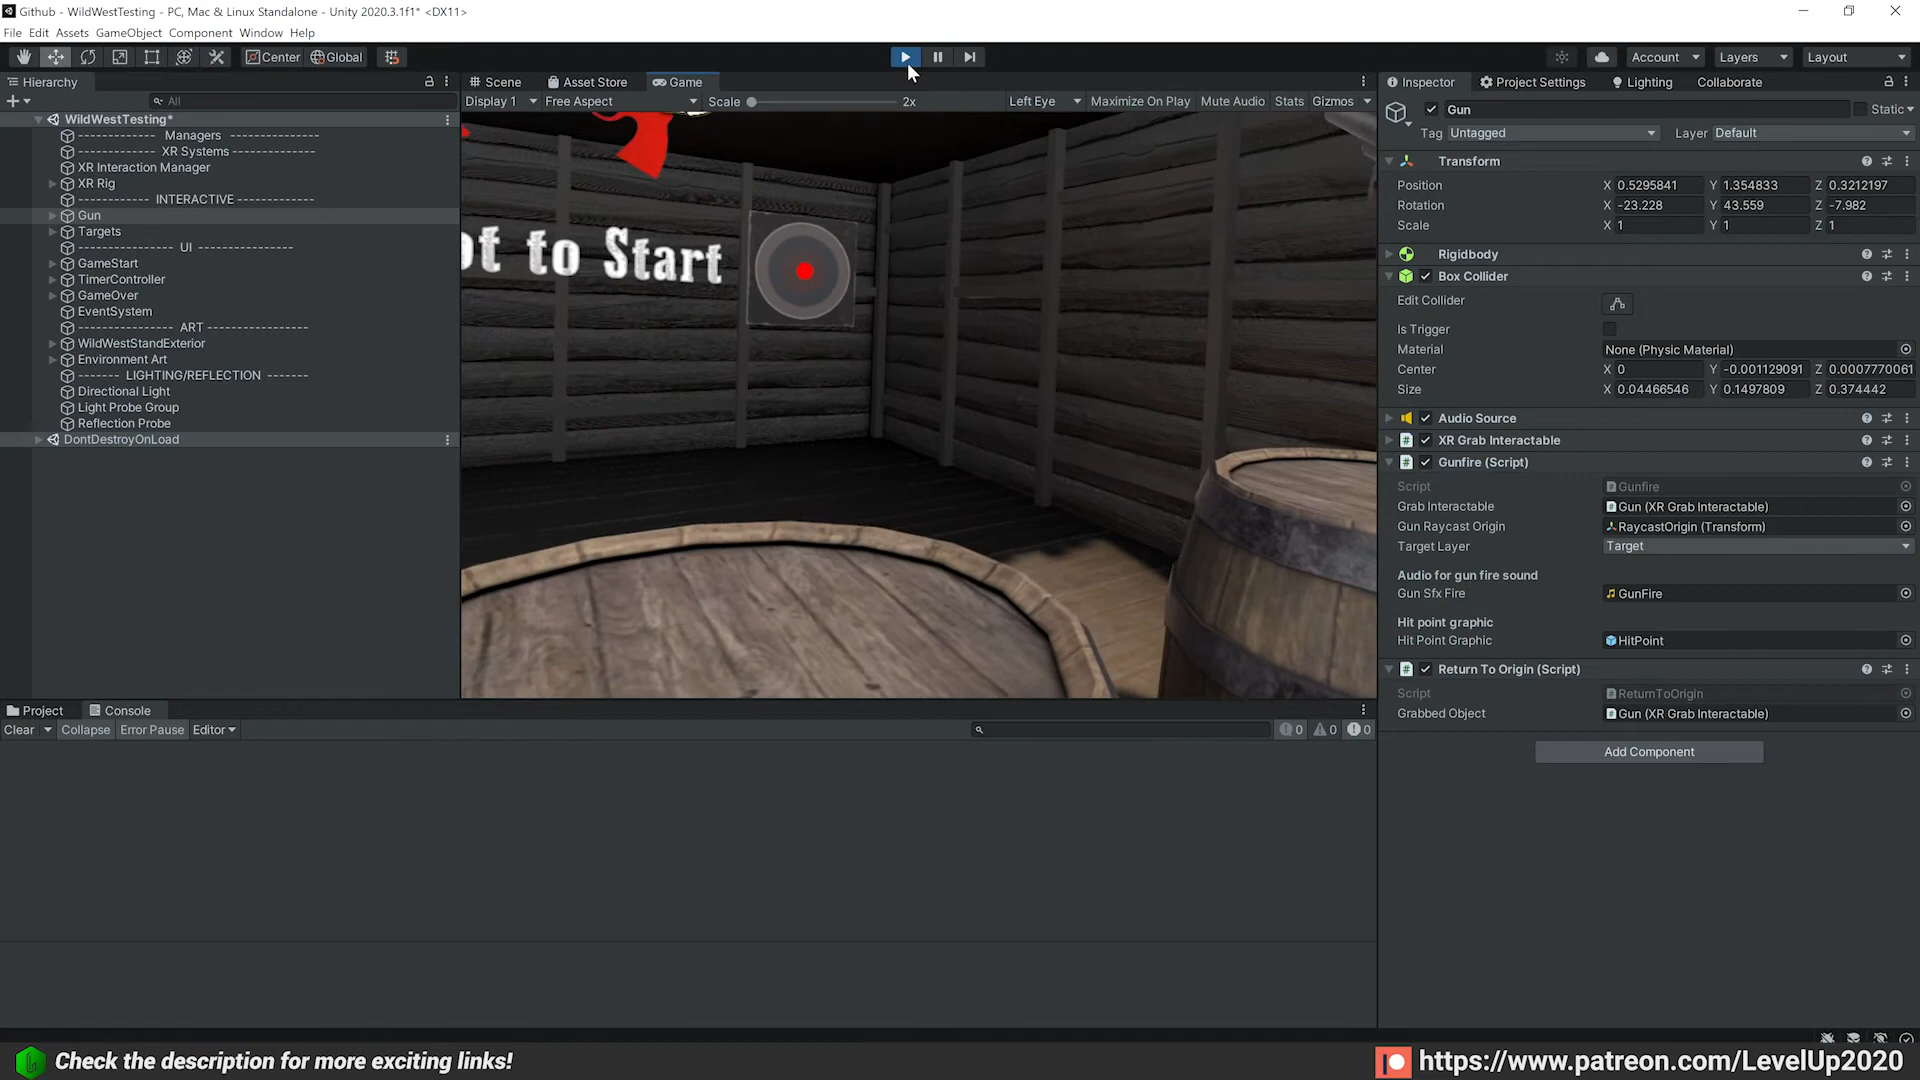 Github - WildWestTesting - PC, Mac & Linux Standalone - Unity 2020.3.1f1* <DX11>
File Edit Assets GameObject Component Window Help
Center Global Account Layers Layout
Hierarchy
All
WildWestTesting*
-------------- Managers --------------
-------------- XR Systems --------------
XR Interaction Manager
XR Rig
------------ INTERACTIVE ------------
Gun
Targets
---------------- UI ----------------
GameStart
TimerController
GameOver
EventSystem
---------------- ART ----------------
WildWestStandExterior
Environment Art
------- LIGHTING/REFLECTION -------
Directional Light
Light Probe Group
Reflection Probe
DontDestroyOnLoad
Scene Asset Store Game
Display 1 Free Aspect Scale 2x Left Eye Maximize On Play Mute Audio Stats Gizmos
ot to Start
Inspector Project Settings Lighting Collaborate
Gun Static
Tag Untagged Layer Default
Transform
Position X 0.5295841 Y 1.354833 Z 0.3212197
Rotation X -23.228 Y 43.559 Z -7.982
Scale X 1 Y 1 Z 1
Rigidbody
Box Collider
Edit Collider
Is Trigger
Material None (Physic Material)
Center X 0 Y -0.001129091 Z 0.0007770061
Size X 0.04466546 Y 0.1497809 Z 0.374442
Audio Source
XR Grab Interactable
Gunfire (Script)
Script Gunfire
Grab Interactable Gun (XR Grab Interactable)
Gun Raycast Origin RaycastOrigin (Transform)
Target Layer Target
Audio for gun fire sound
Gun Sfx Fire GunFire
Hit point graphic
Hit Point Graphic HitPoint
Return To Origin (Script)
Script ReturnToOrigin
Grabbed Object Gun (XR Grab Interactable)
Add Component
Project Console
Clear Collapse Error Pause Editor 0 0 0
Check the description for more exciting links!
https://www.patreon.com/LevelUp2020